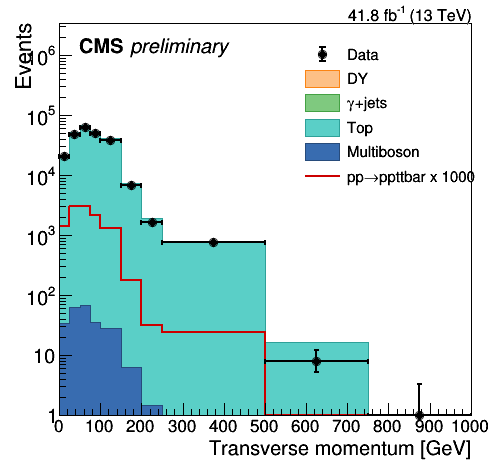 41.8 fb⁻¹ (13 TeV)
CMS preliminary
Events
Data
DY
γ+jets
Top
Multiboson
pp→ppttbar x 1000
10⁶
10⁵
10⁴
10³
10²
10
1
0 100 200 300 400 500 600 700 800 900 1000
Transverse momentum [GeV]